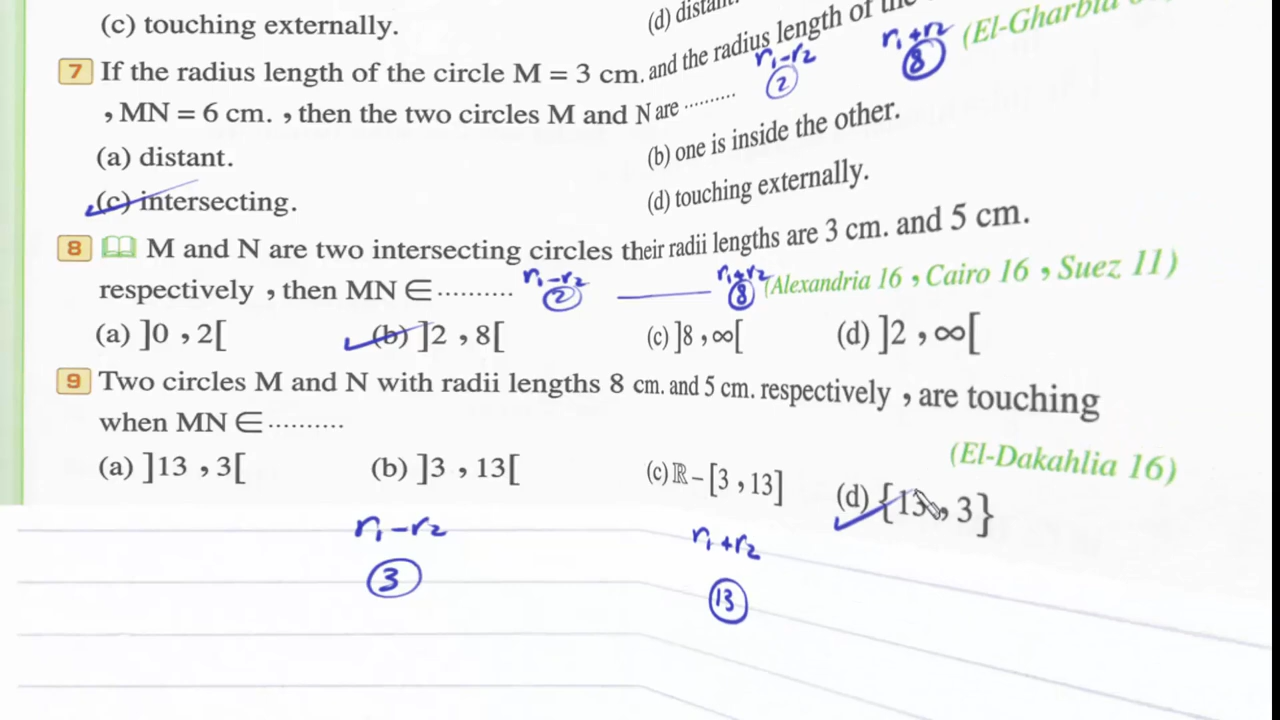 (c) touching externally.
(d) distant.
7 If the radius length of the circle M = 3 cm. and the radius length of the
r₁-r₂ r₁+r₂ (El-Gharbia
2 8
, MN = 6 cm. , then the two circles M and N are ..........
(a) distant.
(b) one is inside the other.
(c) intersecting.
(d) touching externally.
8 M and N are two intersecting circles their radii lengths are 3 cm. and 5 cm.
respectively , then MN ∈ .......... r₁-r₂ r₁+r₂ (Alexandria 16 , Cairo 16 , Suez 11)
2 8
(a) ]0 , 2[ (b) ]2 , 8[ (c) ]8 , ∞[ (d) ]2 , ∞[
9 Two circles M and N with radii lengths 8 cm. and 5 cm. respectively , are touching
when MN ∈ ..........
(El-Dakahlia 16)
(a) ]13 , 3[ (b) ]3 , 13[ (c) ℝ – [3 , 13] (d) {13 , 3}
r₁-r₂ r₁+r₂
3 13